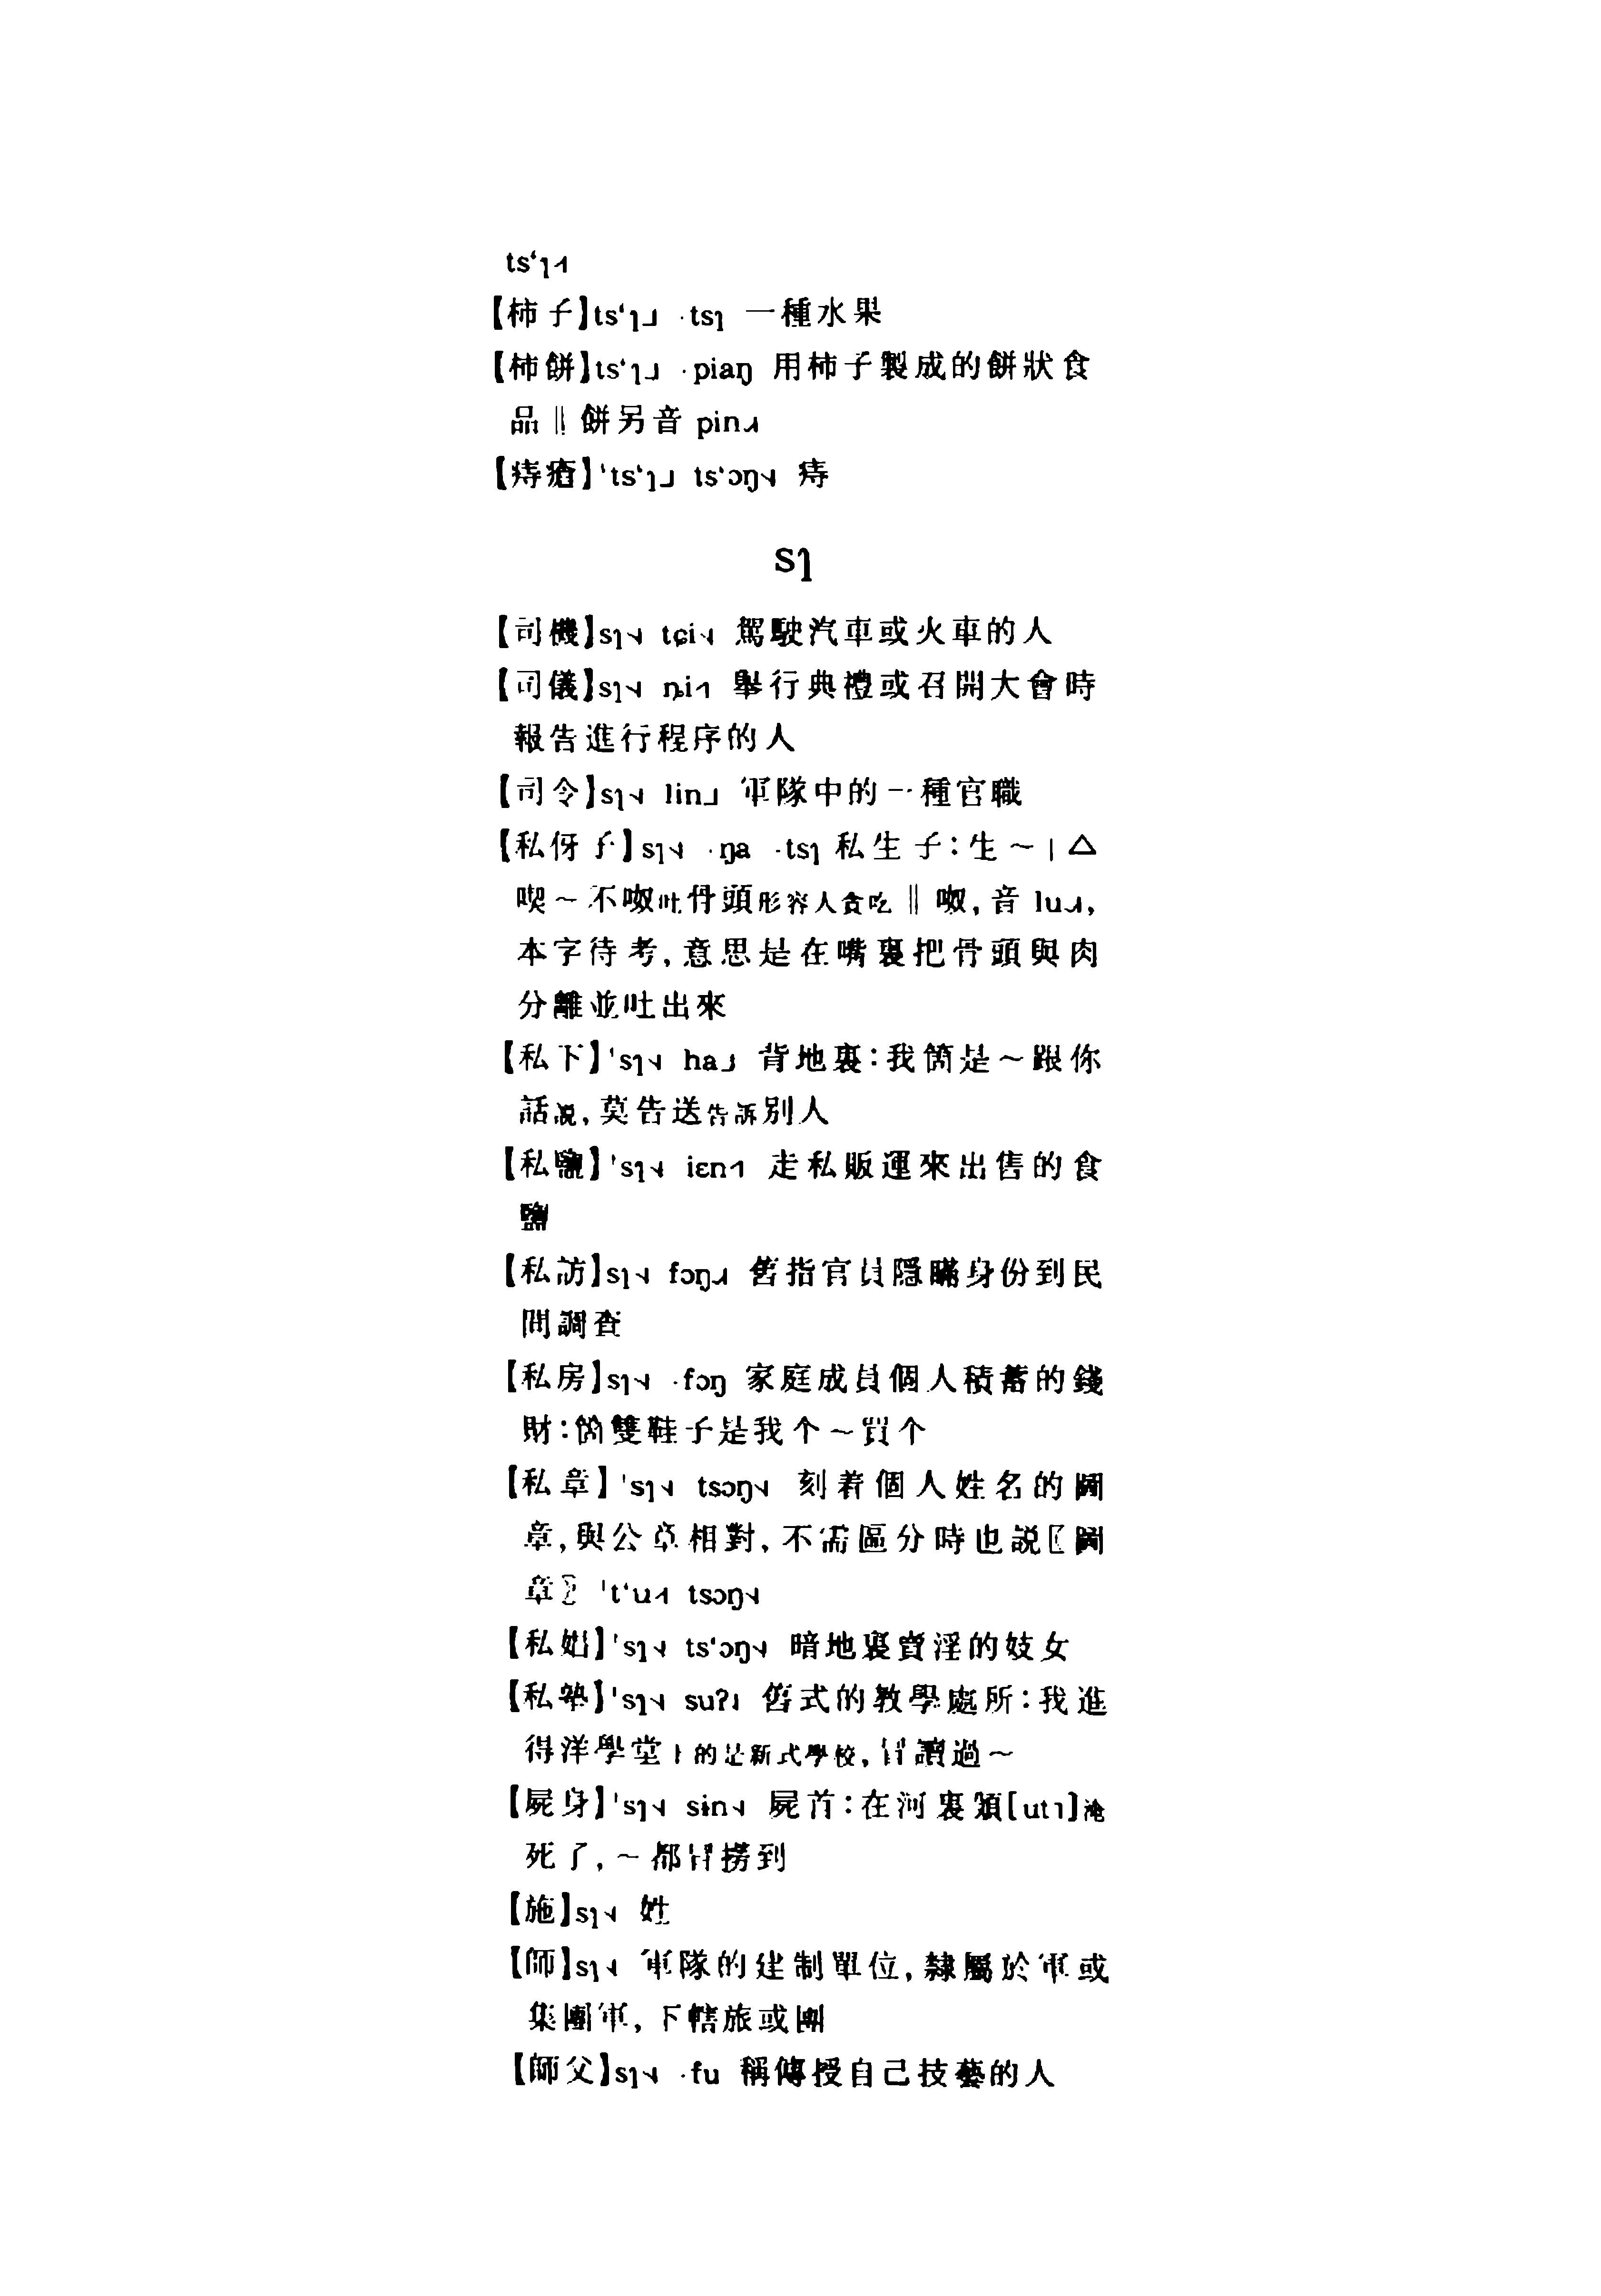 ts‘ɿ˧˥
【柿子】ts‘ɿ˩ ·tsɿ 一種水果
【柿餅】ts‘ɿ˩ ·piaŋ 用柿子製成的餅狀食
品‖餅另音 pin˨˩˧
【痔瘡】'ts‘ɿ˩ ts‘ɔŋ˦˨ 痔
sɿ
【司機】sɿ˦˨ tɕi˦˨ 駕駛汽車或火車的人
【司儀】sɿ˦˨ ȵi˧˥ 舉行典禮或召開大會時
報告進行程序的人
【司令】sɿ˦˨ lin˩ 軍隊中的一種官職
【私伢子】sɿ˦˨ ·ŋa ·tsɿ 私生子：生～｜△
喫～不呶吐骨頭形容人貪吃‖呶，音 lu˨˩˧，
本字待考，意思是在嘴裏把骨頭與肉
分離並吐出來
【私下】'sɿ˦˨ ha˩ 背地裏：我箇是～跟你
話説，莫告送告訴別人
【私鹽】'sɿ˦˨ iɛn˧˥ 走私販運來出售的食
鹽
【私訪】sɿ˦˨ fɔŋ˨˩˧ 舊指官員隱瞞身份到民
間調查
【私房】sɿ˦˨ ·fɔŋ 家庭成員個人積蓄的錢
財：箇雙鞋子是我个～買个
【私章】'sɿ˦˨ tsɔŋ˦˨ 刻着個人姓名的圖
章，與公章相對，不需區分時也説〖圖
章〗 't‘u˧˥ tsɔŋ˦˨
【私娼】'sɿ˦˨ ts‘ɔŋ˦˨ 暗地裏賣淫的妓女
【私塾】'sɿ˦˨ suʔ˨ 舊式的教學處所：我進
得洋學堂上的是新式學校，冇讀過～
【屍身】'sɿ˦˨ sɨn˦˨ 屍首：在河裏[ut˥]淹
死了，～都冇撈到
【施】sɿ˦˨ 姓
【師】sɿ˦˨ 軍隊的建制單位，隸屬於軍或
集團軍，下轄旅或團
【師父】sɿ˦˨ ·fu 稱傳授自己技藝的人